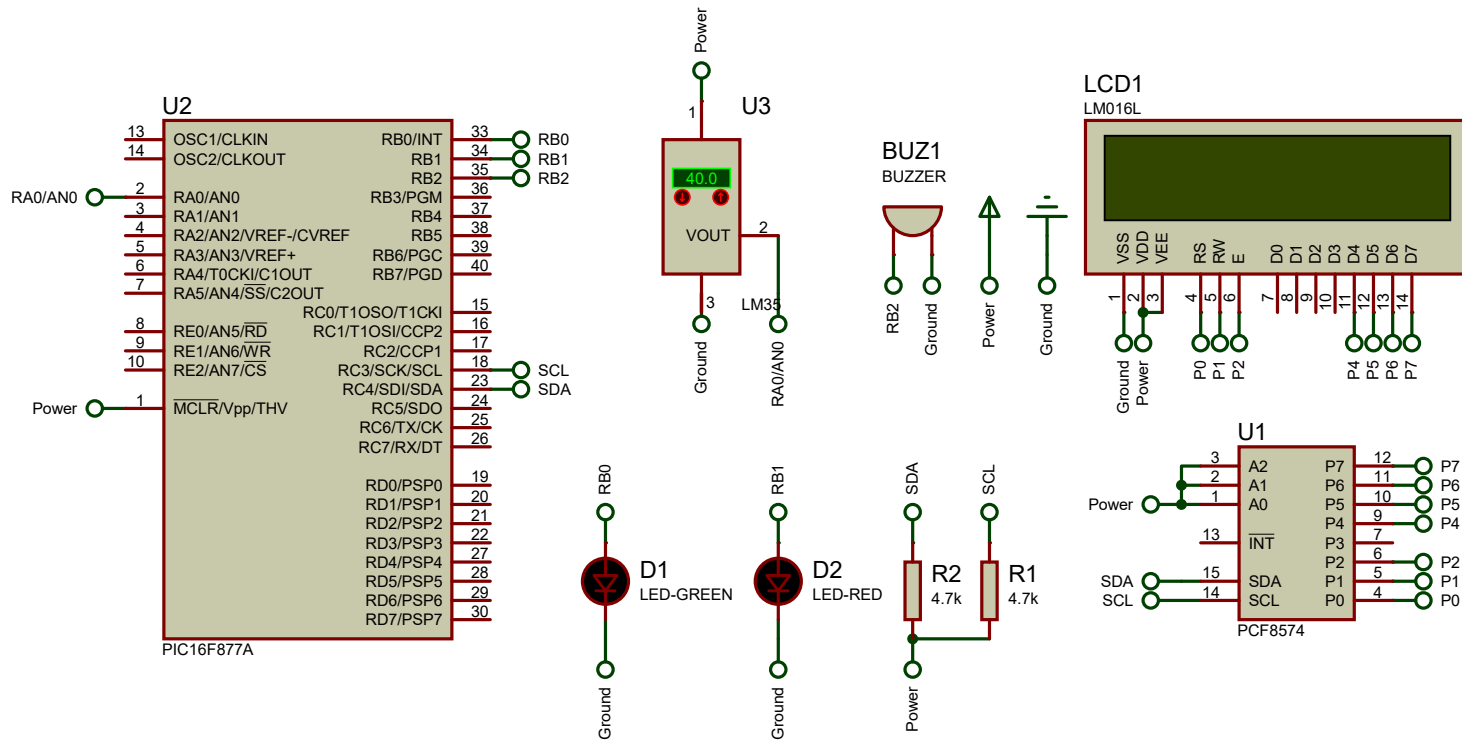 U2
13 OSC1/CLKIN
14 OSC2/CLKOUT
RA0/AN0 2 RA0/AN0
3 RA1/AN1
4 RA2/AN2/VREF-/CVREF
5 RA3/AN3/VREF+
6 RA4/T0CKI/C1OUT
7 RA5/AN4/SS/C2OUT
8 RE0/AN5/RD
9 RE1/AN6/WR
10 RE2/AN7/CS
Power 1 MCLR/Vpp/THV
RB0/INT 33 RB0
RB1 34 RB1
RB2 35 RB2
RB3/PGM 36
RB4 37
RB5 38
RB6/PGC 39
RB7/PGD 40
RC0/T1OSO/T1CKI 15
RC1/T1OSI/CCP2 16
RC2/CCP1 17
RC3/SCK/SCL 18 SCL
RC4/SDI/SDA 23 SDA
RC5/SDO 24
RC6/TX/CK 25
RC7/RX/DT 26
RD0/PSP0 19
RD1/PSP1 20
RD2/PSP2 21
RD3/PSP3 22
RD4/PSP4 27
RD5/PSP5 28
RD6/PSP6 29
RD7/PSP7 30
PIC16F877A
Power
1
U3
40.0
VOUT 2
3
LM35
Ground
RA0/AN0
BUZ1
BUZZER
RB2
Ground
Power
Ground
LCD1
LM016L
VSS VDD VEE RS RW E D0 D1 D2 D3 D4 D5 D6 D7
1 2 3 4 5 6 7 8 9 10 11 12 13 14
Ground Power P0 P1 P2 P4 P5 P6 P7
RB0
D1
LED-GREEN
Ground
RB1
D2
LED-RED
Ground
SDA
SCL
R2
4.7k
R1
4.7k
Power
U1
3 A2 P7 12 P7
2 A1 P6 11 P6
Power 1 A0 P5 10 P5
P4 9 P4
13 INT P3 7
P2 6 P2
SDA 15 SDA P1 5 P1
SCL 14 SCL P0 4 P0
PCF8574